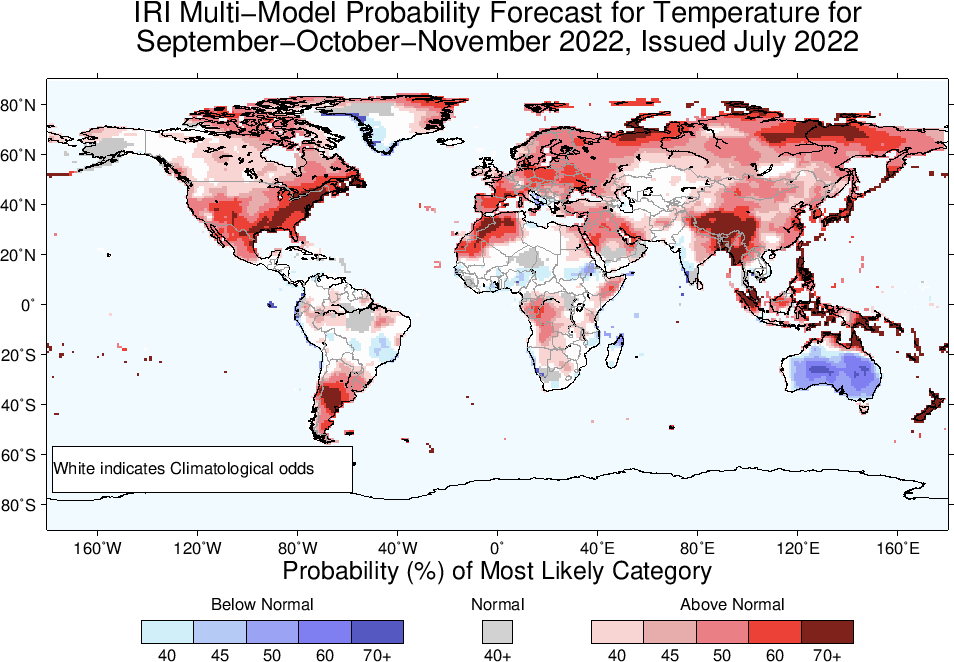 IRI Multi−Model Probability Forecast for Temperature for
September−October−November 2022, Issued July 2022
80˚N
60˚N
40˚N
20˚N
0˚
20˚S
40˚S
60˚S
80˚S
White indicates Climatological odds
160˚W 120˚W 80˚W 40˚W 0˚ 40˚E 80˚E 120˚E 160˚E
Probability (%) of Most Likely Category
Below Normal Normal Above Normal
40 45 50 60 70+ 40+ 40 45 50 60 70+